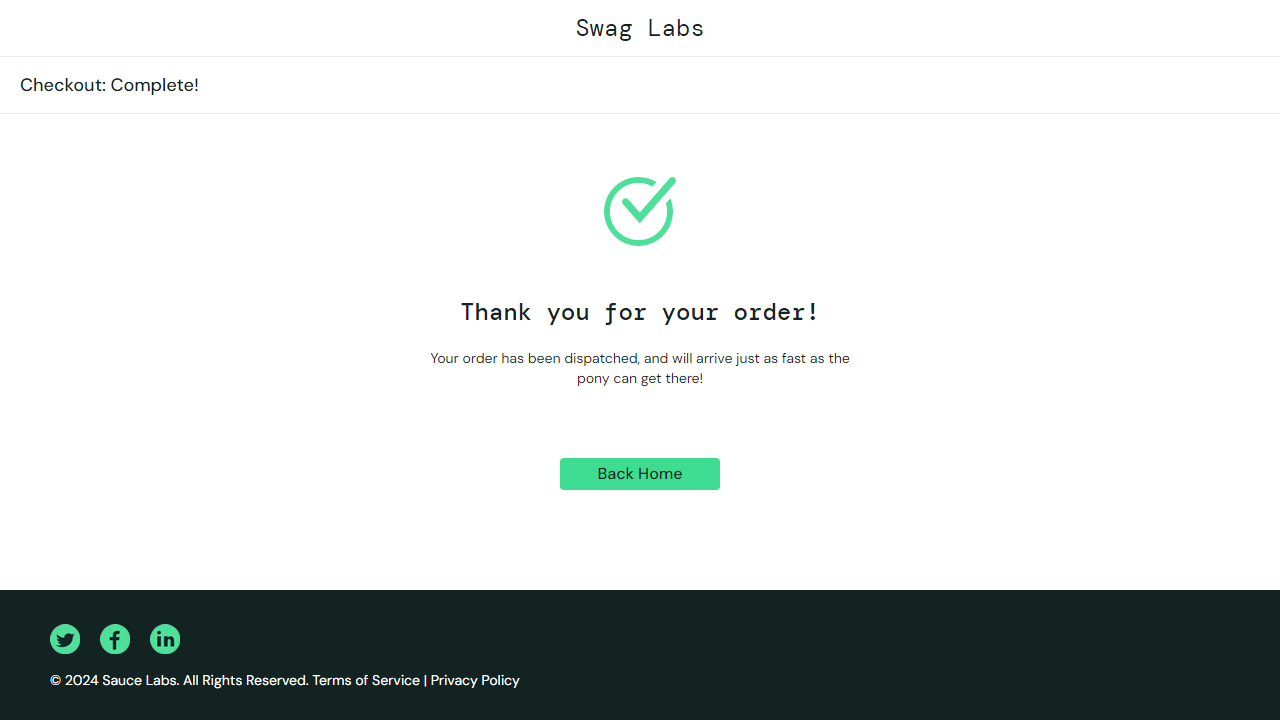 Swag Labs
Checkout: Complete!
Thank you for your order!
Your order has been dispatched, and will arrive just as fast as the
pony can get there!
Back Home
© 2024 Sauce Labs. All Rights Reserved. Terms of Service | Privacy Policy